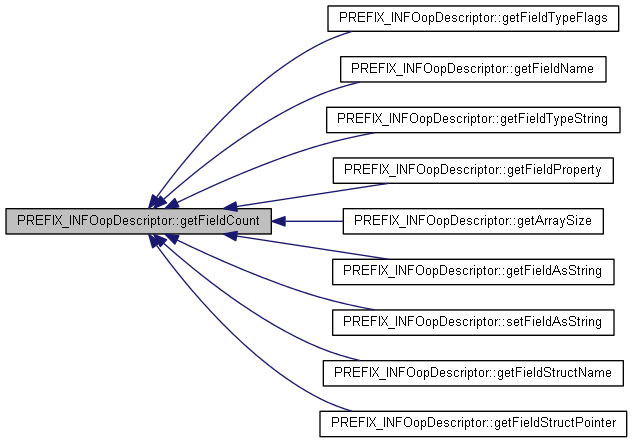 PREFIX_INFOopDescriptor::getFieldTypeFlags
PREFIX_INFOopDescriptor::getFieldName
PREFIX_INFOopDescriptor::getFieldTypeString
PREFIX_INFOopDescriptor::getFieldProperty
PREFIX_INFOopDescriptor::getFieldCount
PREFIX_INFOopDescriptor::getArraySize
PREFIX_INFOopDescriptor::getFieldAsString
PREFIX_INFOopDescriptor::setFieldAsString
PREFIX_INFOopDescriptor::getFieldStructName
PREFIX_INFOopDescriptor::getFieldStructPointer